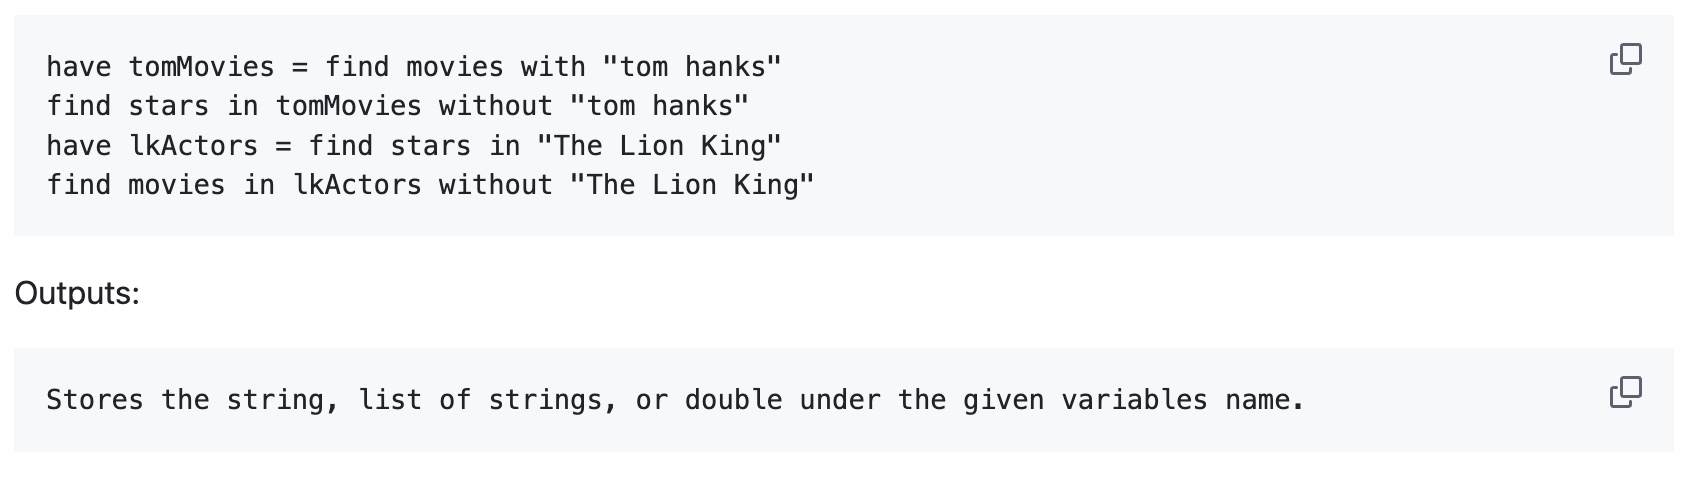 have tomMovies = find movies with "tom hanks"
find stars in tomMovies without "tom hanks"
have lkActors = find stars in "The Lion King"
find movies in lkActors without "The Lion King"
Outputs:
Stores the string, list of strings, or double under the given variables name.